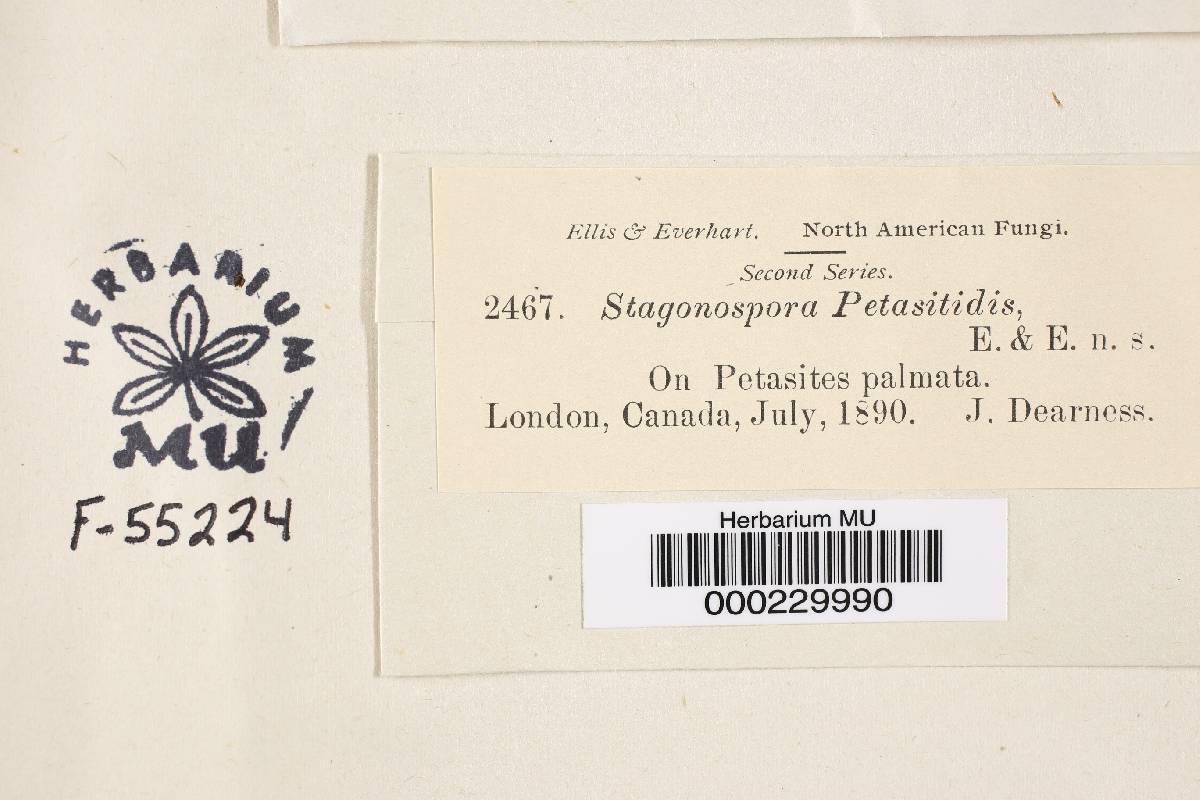 Ellis & Everhart. North American Fungi.
Second Series.
2467. Stagonospora Petasitidis,
E. & E. n. s.
On Petasites palmata.
London, Canada, July, 1890. J. Dearness.
HERBARIUM
MU
F-55224
Herbarium MU
000229990